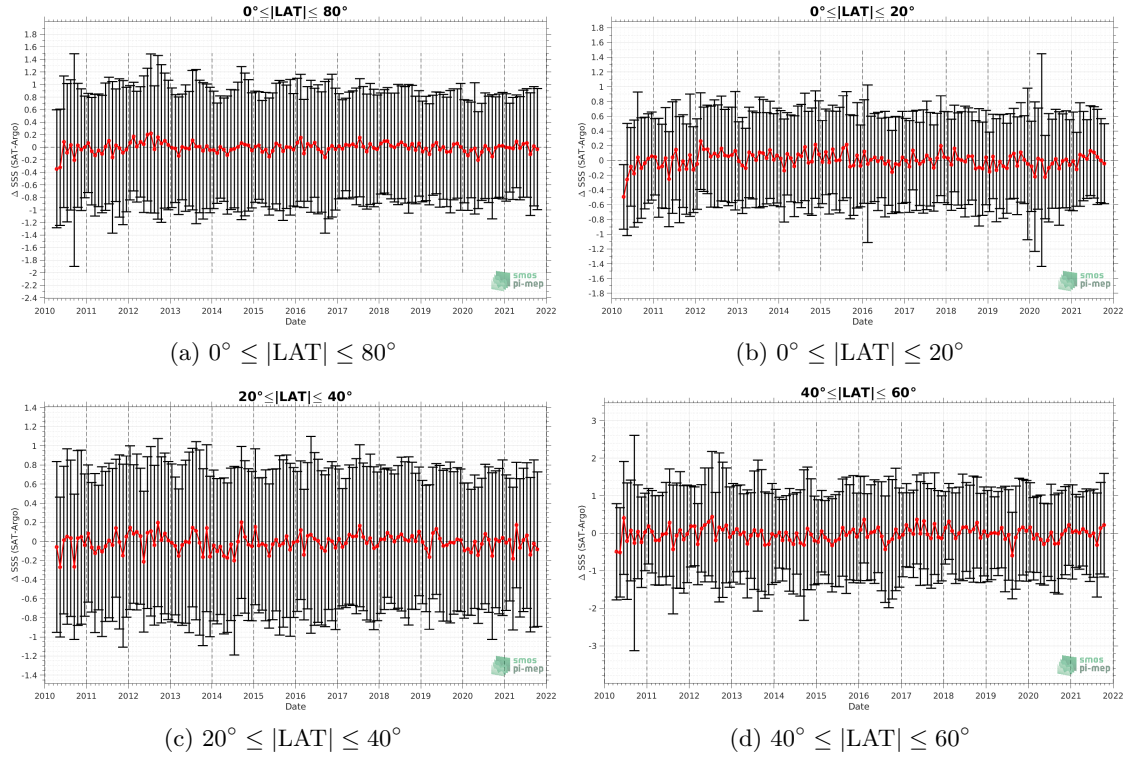 0°≤|LAT|≤ 80°
1.8
1.6
1.4
1.2
1
0.8
0.6
0.4
0.2
0
-0.2
-0.4
-0.6
-0.8
-1
-1.2
-1.4
-1.6
-1.8
-2
-2.2
-2.4
Δ SSS (SAT-Argo)
2010 2011 2012 2013 2014 2015 2016 2017 2018 2019 2020 2021 2022
Date
smos
pi-mep
(a) 0° ≤ |LAT| ≤ 80°
0°≤|LAT|≤ 20°
1.8
1.6
1.4
1.2
1
0.8
0.6
0.4
0.2
0
-0.2
-0.4
-0.6
-0.8
-1
-1.2
-1.4
-1.6
-1.8
Δ SSS (SAT-Argo)
2010 2011 2012 2013 2014 2015 2016 2017 2018 2019 2020 2021 2022
Date
smos
pi-mep
(b) 0° ≤ |LAT| ≤ 20°
20°≤|LAT|≤ 40°
1.4
1.2
1
0.8
0.6
0.4
0.2
0
-0.2
-0.4
-0.6
-0.8
-1
-1.2
-1.4
Δ SSS (SAT-Argo)
2010 2011 2012 2013 2014 2015 2016 2017 2018 2019 2020 2021 2022
Date
smos
pi-mep
(c) 20° ≤ |LAT| ≤ 40°
40°≤|LAT|≤ 60°
3
2
1
0
-1
-2
-3
Δ SSS (SAT-Argo)
2010 2011 2012 2013 2014 2015 2016 2017 2018 2019 2020 2021 2022
Date
smos
pi-mep
(d) 40° ≤ |LAT| ≤ 60°